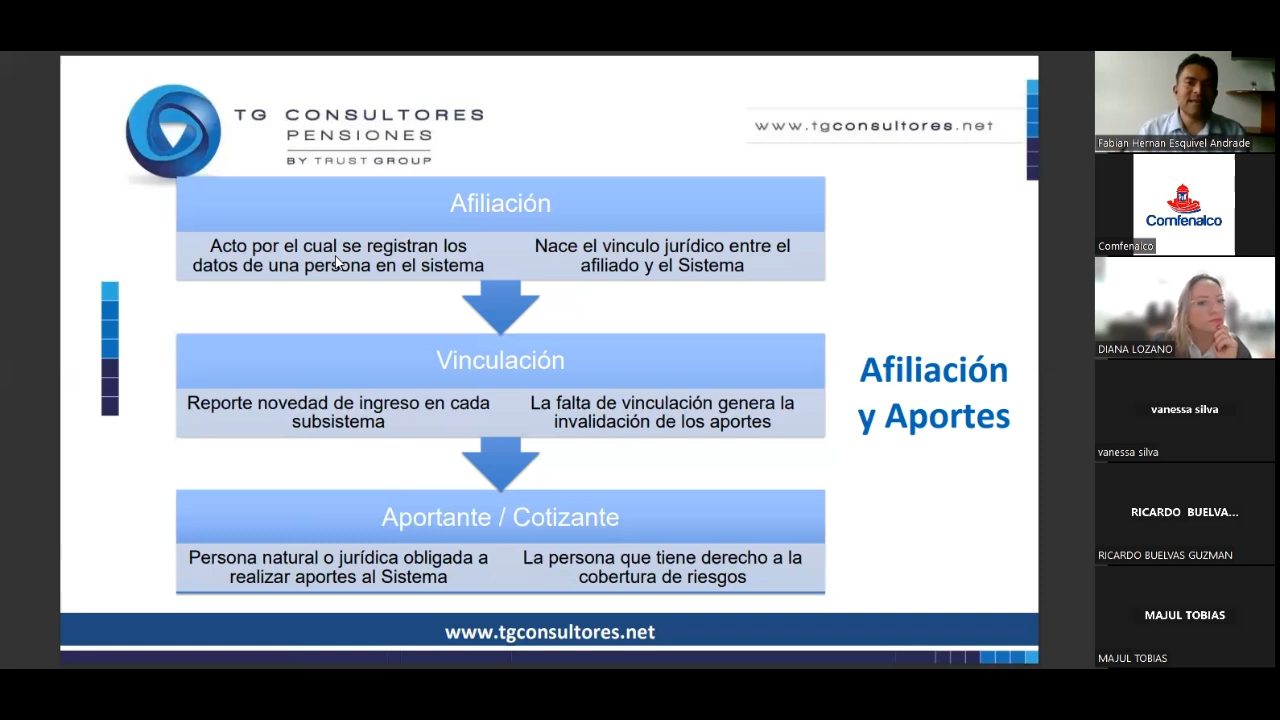 TG CONSULTORES
PENSIONES
BY TRUST GROUP
www.tgconsultores.net
Afiliación
Acto por el cual se registran los
datos de una persona en el sistema
Nace el vinculo jurídico entre el
afiliado y el Sistema
Vinculación
Reporte novedad de ingreso en cada
subsistema
La falta de vinculación genera la
invalidación de los aportes
Aportante / Cotizante
Persona natural o jurídica obligada a
realizar aportes al Sistema
La persona que tiene derecho a la
cobertura de riesgos
Afiliación
y Aportes
www.tgconsultores.net
Fabian Hernan Esquivel Andrade
Comfenalco
Comfenalco
DIANA LOZANO
vanessa silva
vanessa silva
RICARDO BUELVA...
RICARDO BUELVAS GUZMAN
MAJUL TOBIAS
MAJUL TOBIAS